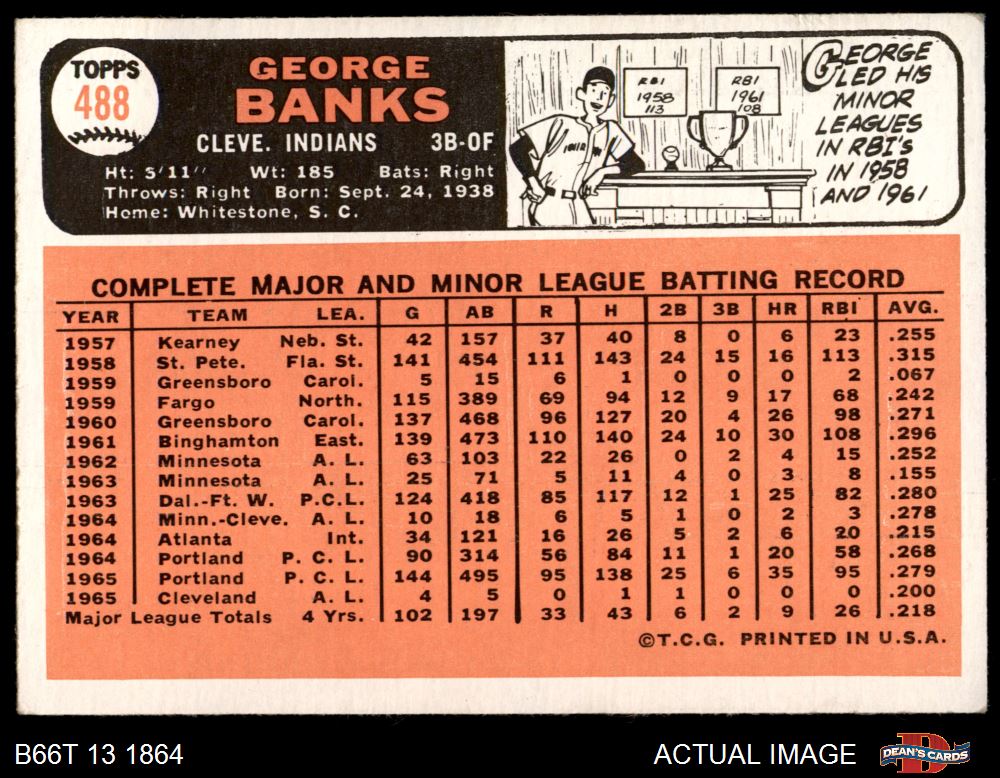 TOPPS
488
GEORGE
BANKS
CLEVE. INDIANS 3B-OF
Ht: 5'11" Wt: 185 Bats: Right
Throws: Right Born: Sept. 24, 1938
Home: Whitestone, S. C.
RBI
1958
113
RBI
1961
108
GEORGE
LED HIS
MINOR
LEAGUES
IN RBI'S
IN 1958
AND 1961
COMPLETE MAJOR AND MINOR LEAGUE BATTING RECORD
YEAR TEAM LEA. G AB R H 2B 3B HR RBI AVG.
1957 Kearney Neb. St. 42 157 37 40 8 0 6 23 .255
1958 St. Pete. Fla. St. 141 454 111 143 24 15 16 113 .315
1959 Greensboro Carol. 5 15 6 1 0 0 0 2 .067
1959 Fargo North. 115 389 69 94 12 9 17 68 .242
1960 Greensboro Carol. 137 468 96 127 20 4 26 98 .271
1961 Binghamton East. 139 473 110 140 24 10 30 108 .296
1962 Minnesota A. L. 63 103 22 26 0 2 4 15 .252
1963 Minnesota A. L. 25 71 5 11 4 0 3 8 .155
1963 Dal.-Ft. W. P.C.L. 124 418 85 117 12 1 25 82 .280
1964 Minn.-Cleve. A. L. 10 18 6 5 1 0 2 3 .278
1964 Atlanta Int. 34 121 16 26 5 2 6 20 .215
1964 Portland P. C. L. 90 314 56 84 11 1 20 58 .268
1965 Portland P. C. L. 144 495 95 138 25 6 35 95 .279
1965 Cleveland A. L. 4 5 0 1 1 0 0 0 .200
Major League Totals 4 Yrs. 102 197 33 43 6 2 9 26 .218
©T.C.G. PRINTED IN U.S.A.
B66T 13 1864 ACTUAL IMAGE DEAN'S CARDS